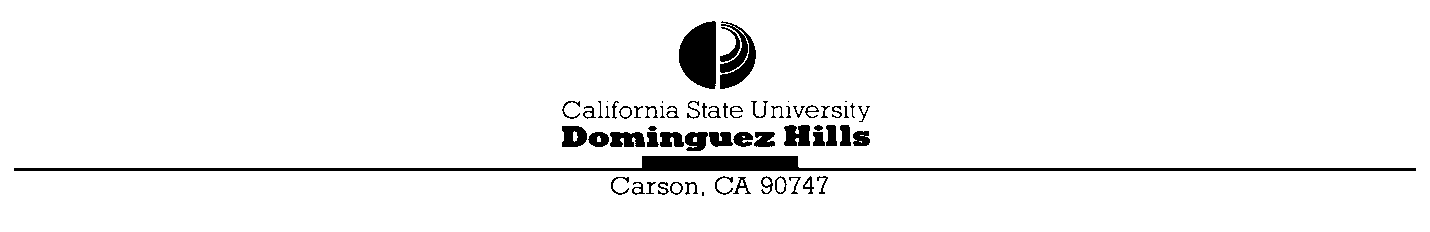 California State University
Dominguez Hills
Carson, CA 90747